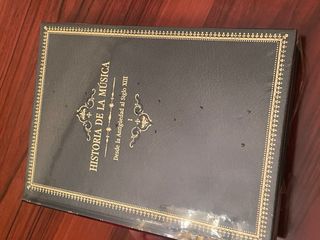 HISTORIA DE LA MÚSICA
Desde la Antigüedad al Siglo XIII
I